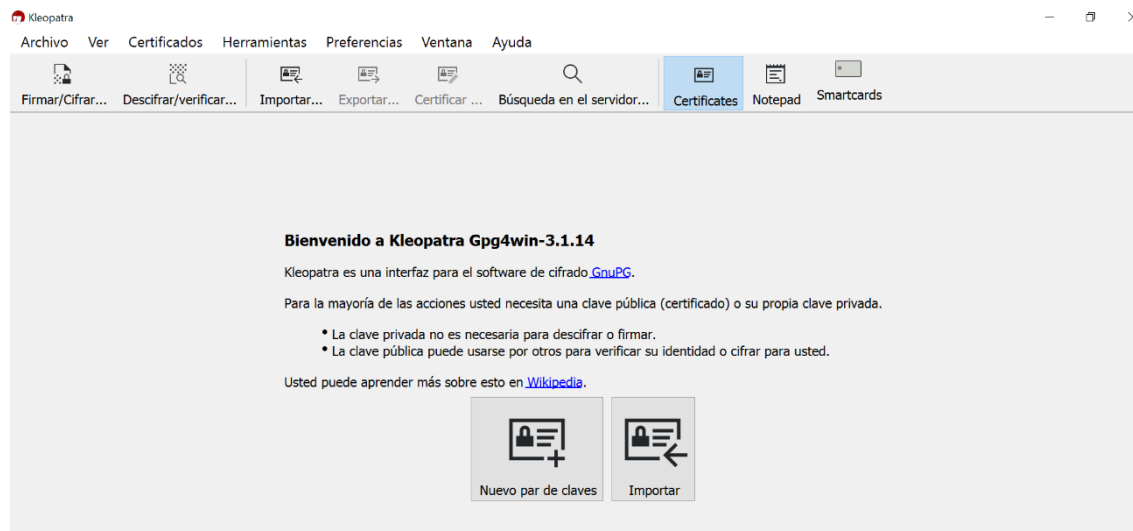 Kleopatra
Archivo Ver Certificados Herramientas Preferencias Ventana Ayuda
Firmar/Cifrar... Descifrar/verificar... Importar... Exportar... Certificar ... Búsqueda en el servidor... Certificates Notepad Smartcards
Bienvenido a Kleopatra Gpg4win-3.1.14
Kleopatra es una interfaz para el software de cifrado GnuPG.
Para la mayoría de las acciones usted necesita una clave pública (certificado) o su propia clave privada.
• La clave privada no es necesaria para descifrar o firmar.
• La clave pública puede usarse por otros para verificar su identidad o cifrar para usted.
Usted puede aprender más sobre esto en Wikipedia.
Nuevo par de claves Importar